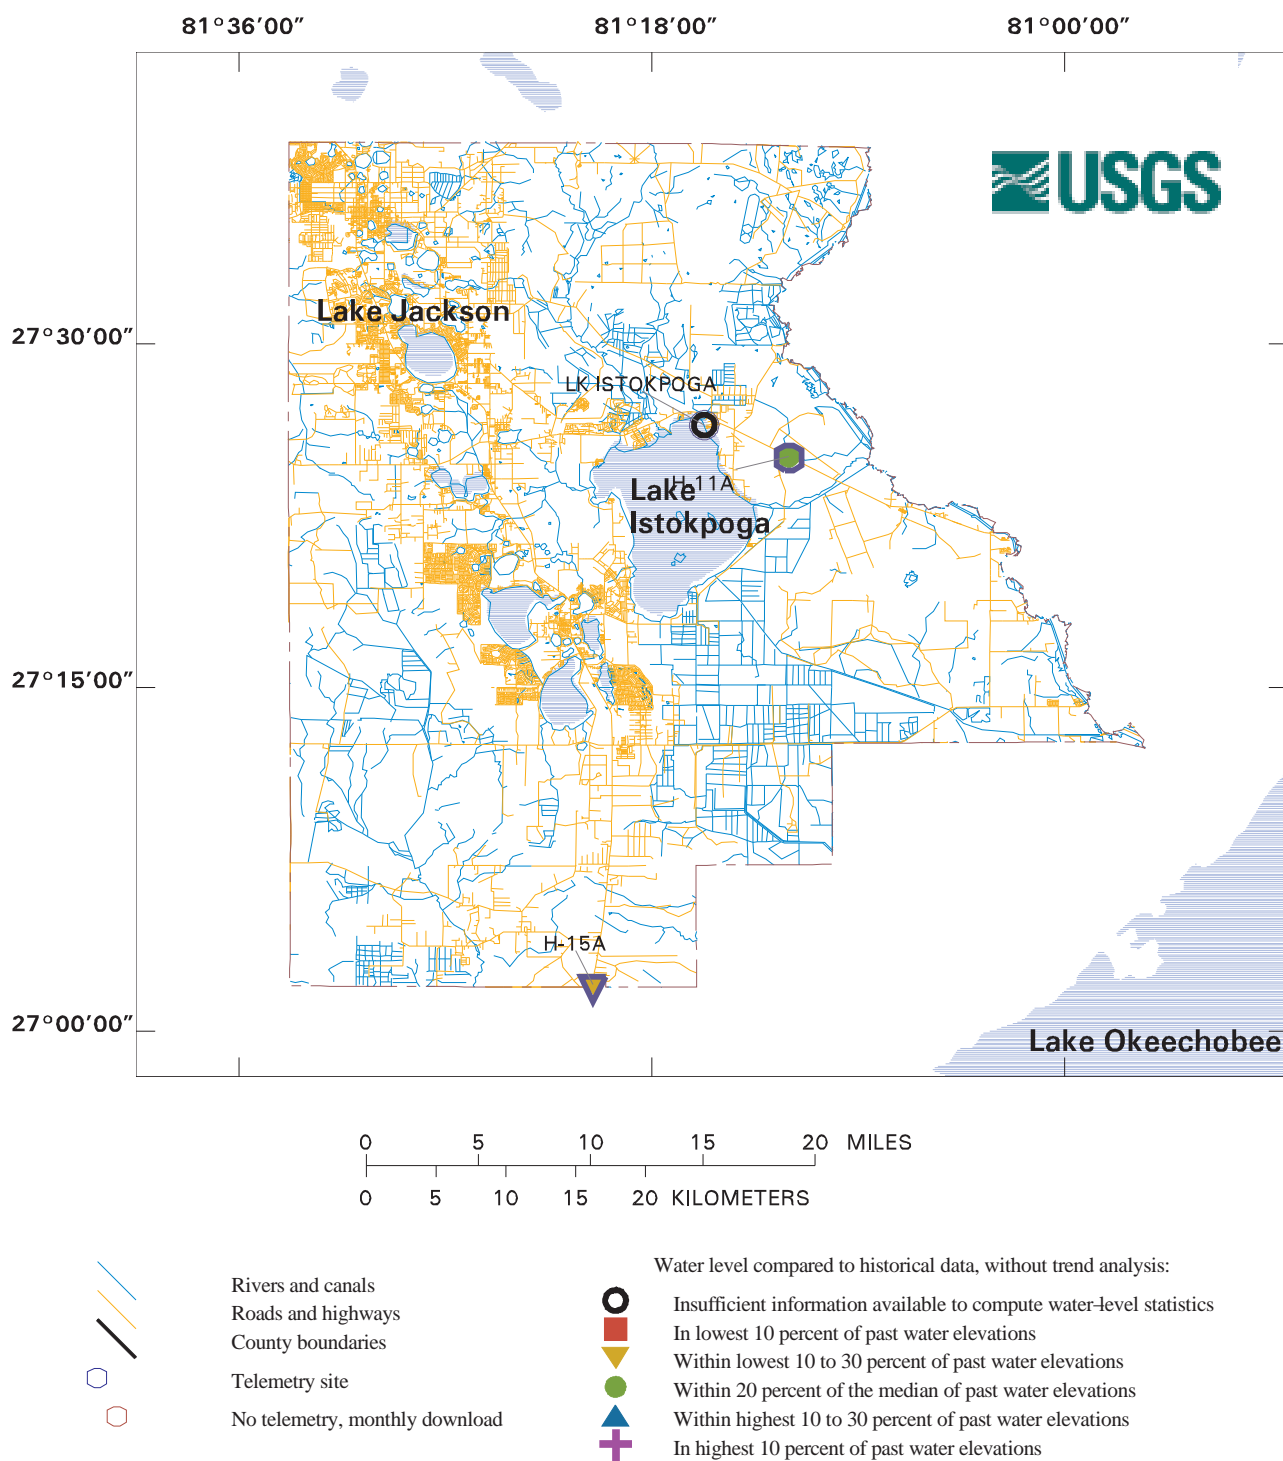 81°36'00" 81°18'00" 81°00'00"
USGS
Lake Jackson
27°30'00"
LK ISTOKPOGA
H-11A
Lake
Istokpoga
27°15'00"
H-15A
27°00'00"
Lake Okeechobee
0 5 10 15 20 MILES
0 5 10 15 20 KILOMETERS
Water level compared to historical data, without trend analysis:
Rivers and canals
Roads and highways
County boundaries
Telemetry site
No telemetry, monthly download
Insufficient information available to compute water-level statistics
In lowest 10 percent of past water elevations
Within lowest 10 to 30 percent of past water elevations
Within 20 percent of the median of past water elevations
Within highest 10 to 30 percent of past water elevations
In highest 10 percent of past water elevations